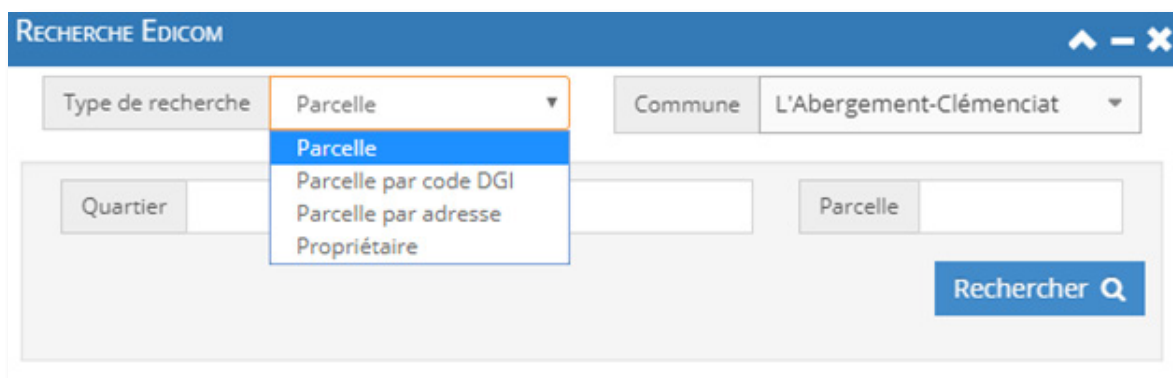 Recherche Edicom
Type de recherche Parcelle Commune L'Abergement-Clémenciat
Parcelle
Parcelle par code DGI
Quartier Parcelle
Parcelle par adresse
Propriétaire
Rechercher